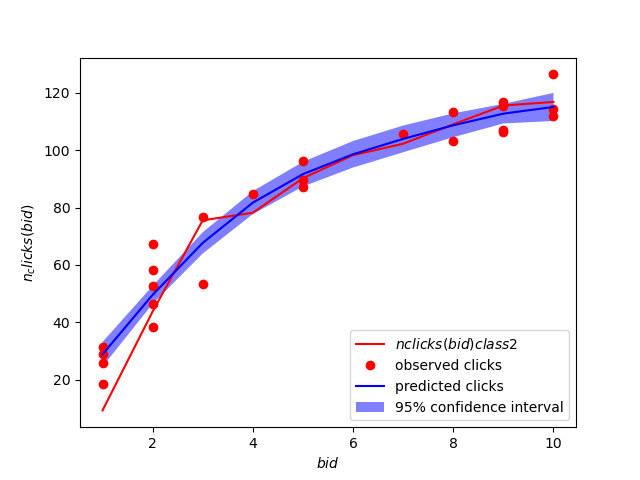 120
100
80
60
40
20
n_clicks(bid)
nclicks(bid)class2
observed clicks
predicted clicks
95% confidence interval
2 4 6 8 10
bid